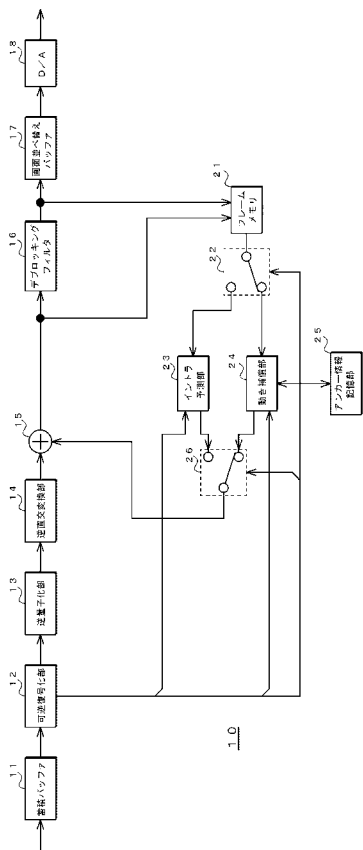 11
蓄積バッファ
12
可逆復号化部
13
逆量子化部
14
逆直交変換部
15
16
デブロッキング
フィルタ
17
画面並べ替え
バッファ
18
D/A
21
フレーム
メモリ
22
23
イントラ
予測部
24
動き補償部
25
アンカー情報
記憶部
26
10